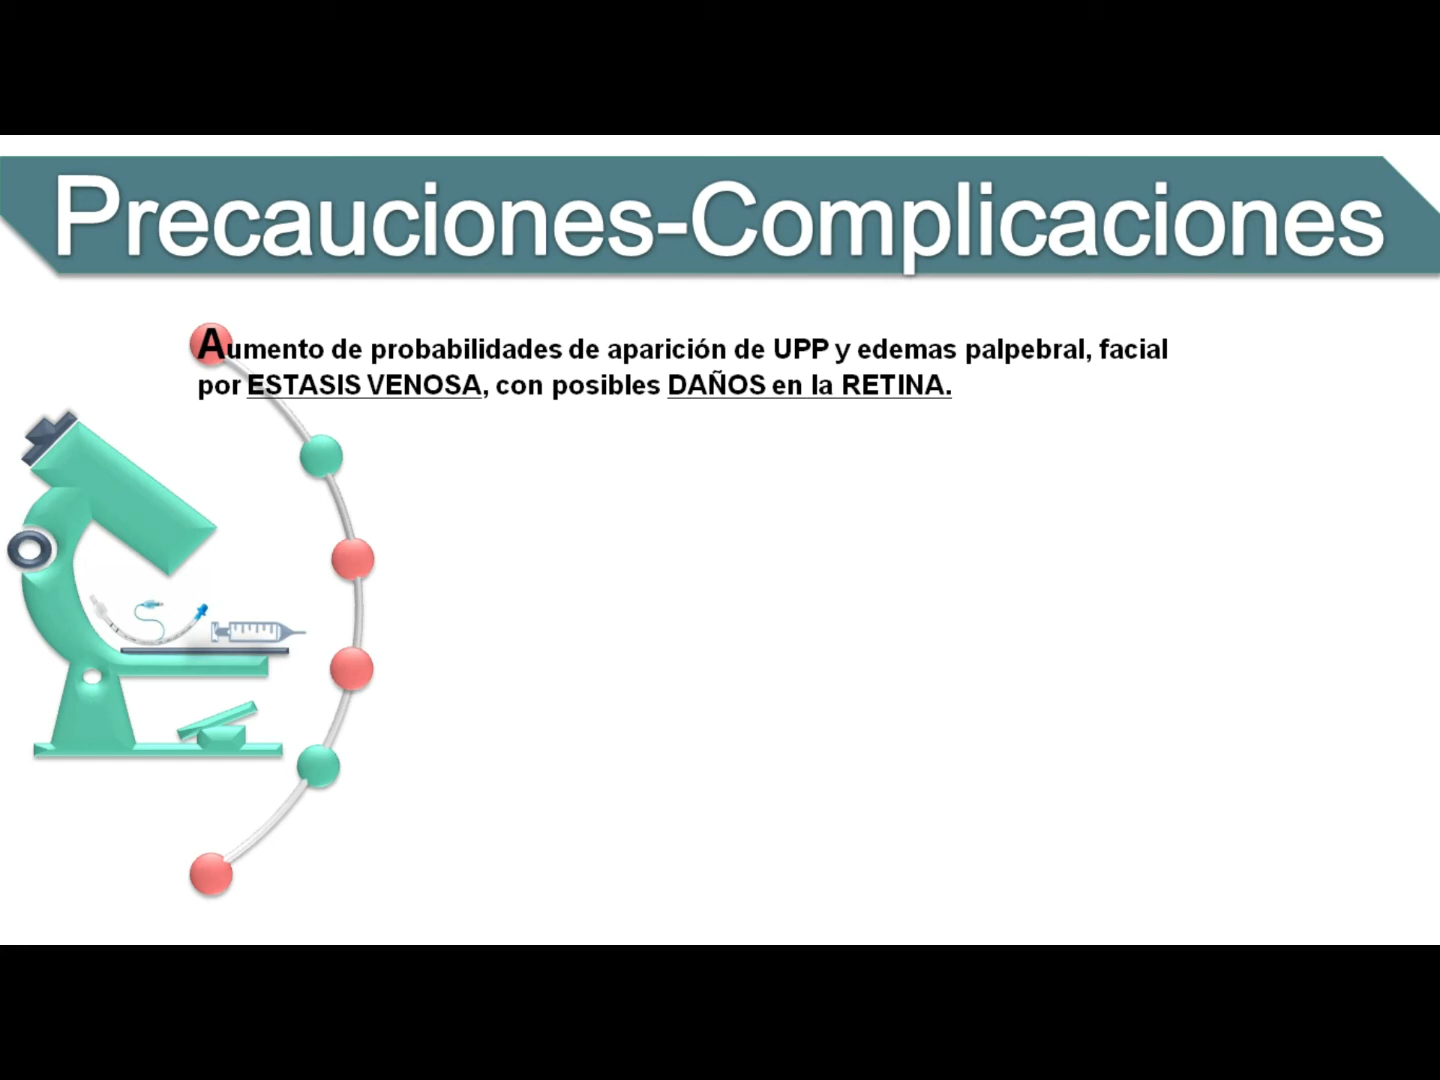 Precauciones-Complicaciones
Aumento de probabilidades de aparición de UPP y edemas palpebral, facial
por ESTASIS VENOSA, con posibles DAÑOS en la RETINA.